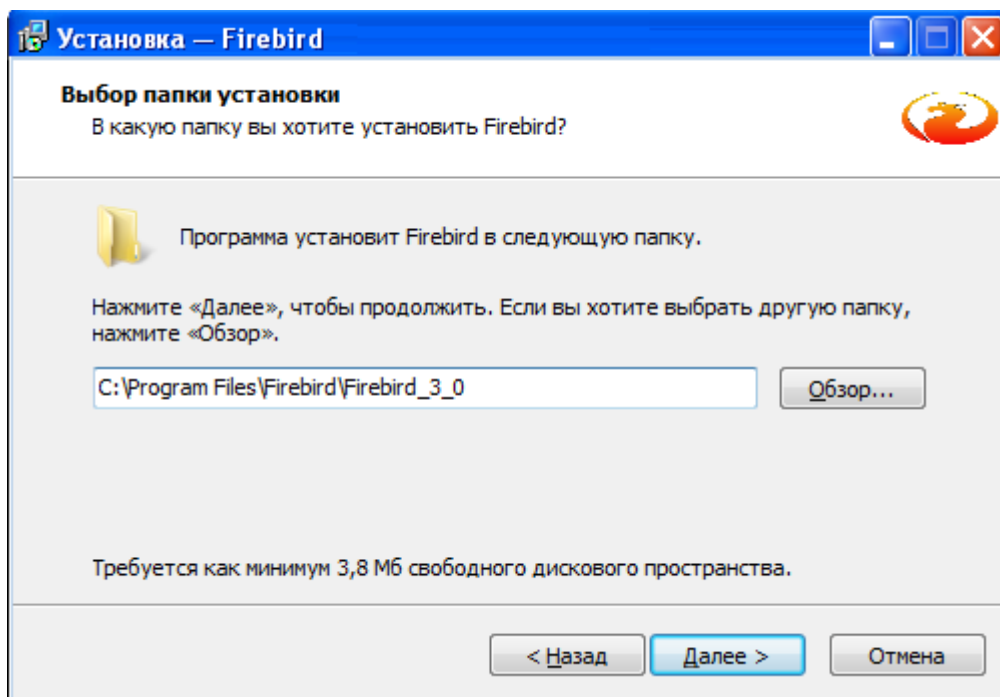 Установка — Firebird
Выбор папки установки
В какую папку вы хотите установить Firebird?
Программа установит Firebird в следующую папку.
Нажмите «Далее», чтобы продолжить. Если вы хотите выбрать другую папку,
нажмите «Обзор».
C:\Program Files\Firebird\Firebird_3_0
Обзор...
Требуется как минимум 3,8 Мб свободного дискового пространства.
< Назад
Далее >
Отмена